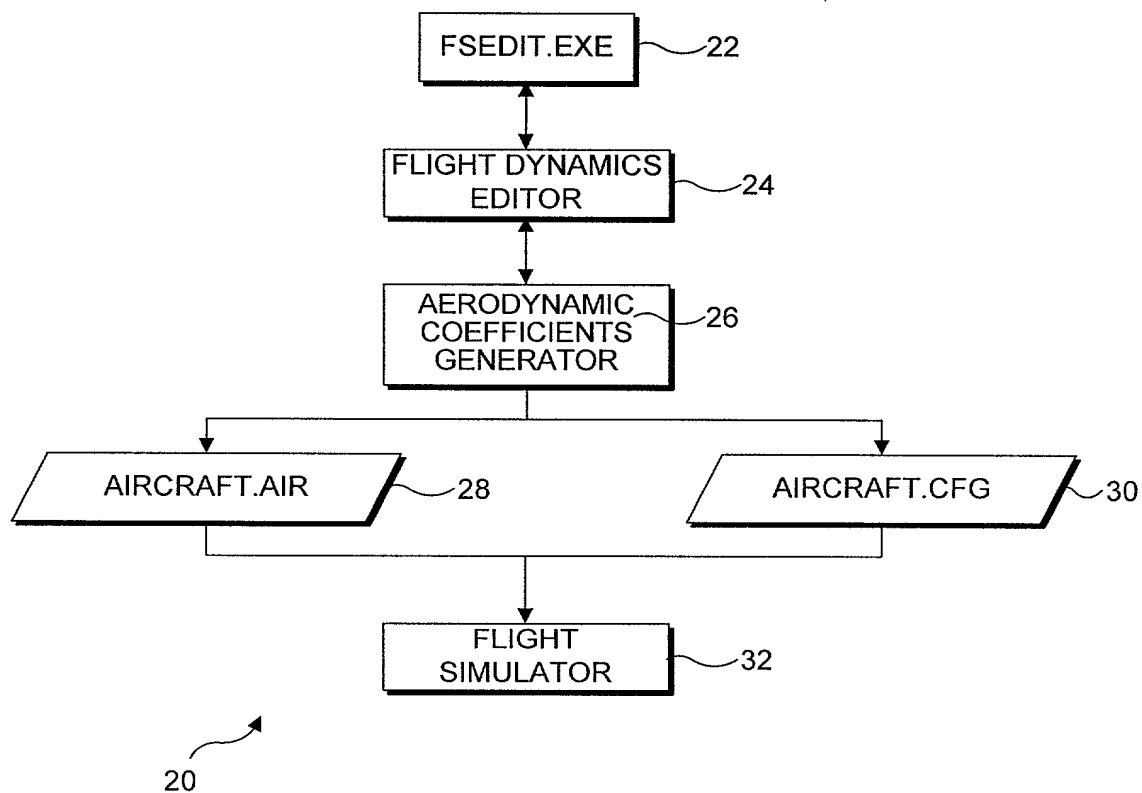 FSEDIT.EXE
22
FLIGHT DYNAMICS
EDITOR
24
AERODYNAMIC
COEFFICIENTS
GENERATOR
26
AIRCRAFT.AIR
28
AIRCRAFT.CFG
30
FLIGHT
SIMULATOR
32
20